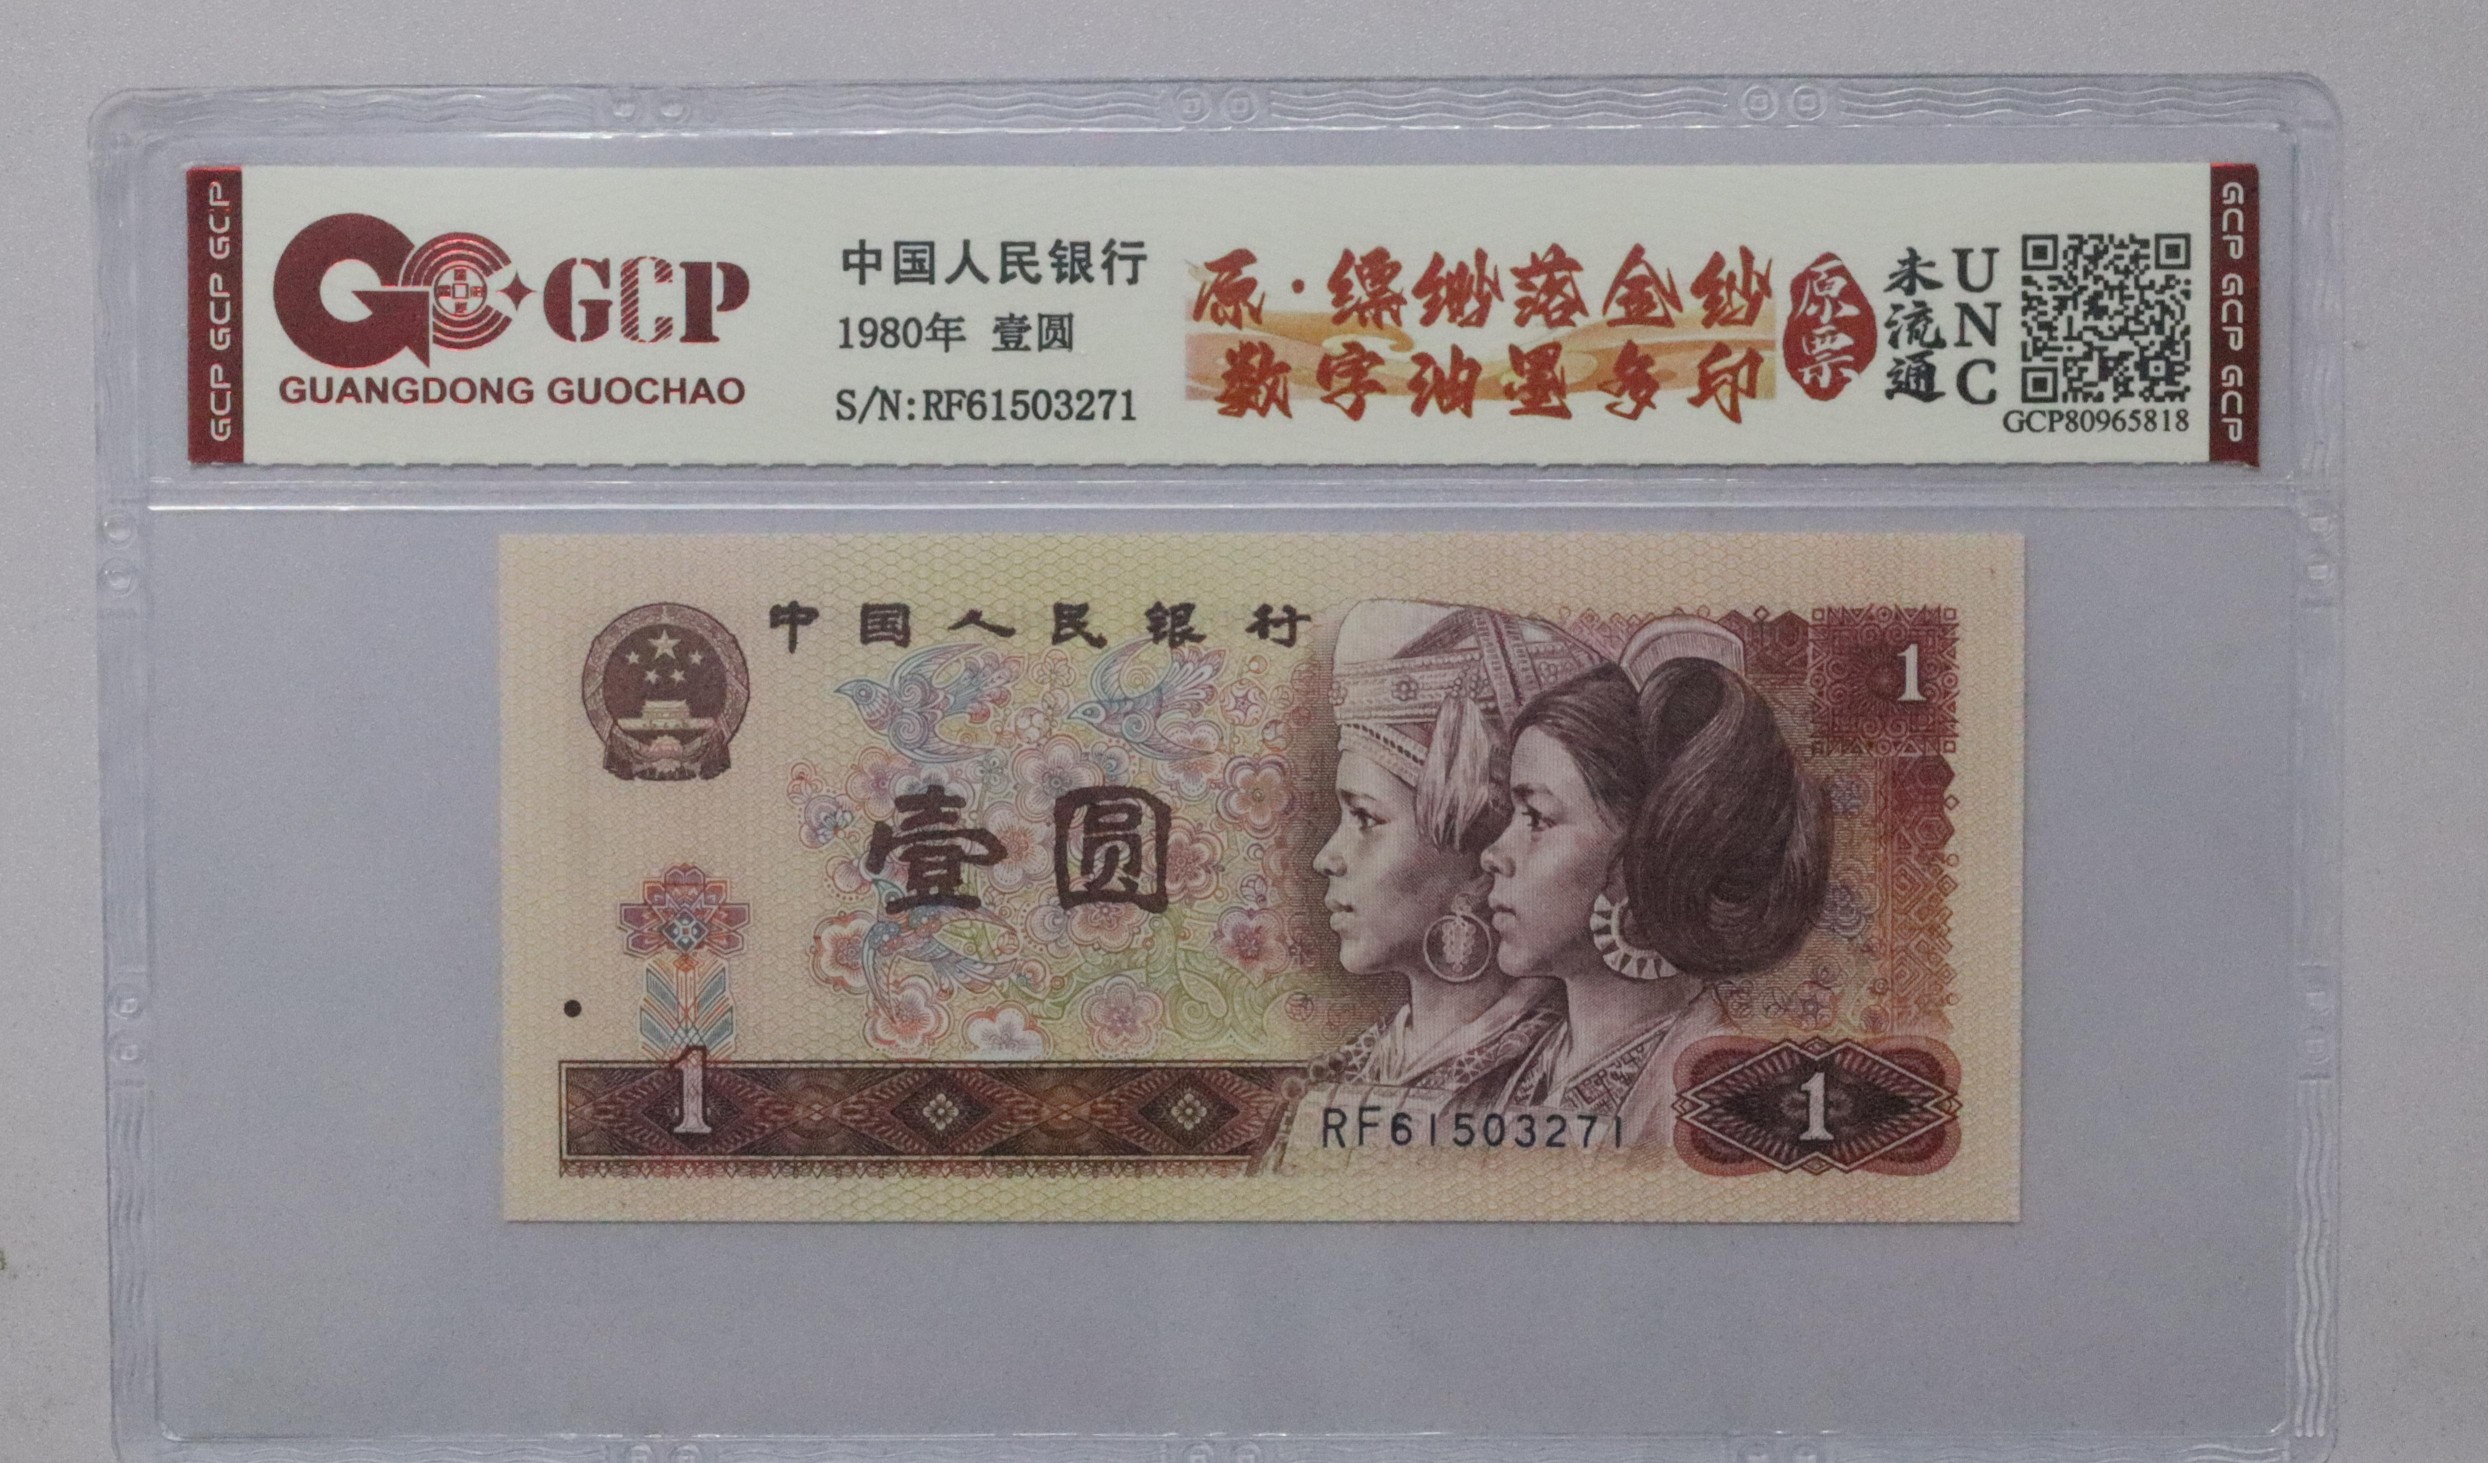 GCP GCP GCP
GCP
GUANGDONG GUOCHAO
中国人民银行
1980年 壹圆
S/N:RF61503271
原·缥缈落金纱
数字油墨多印
原票
未流通
UNC
GCP80965818
GCP GCP GCP
中国人民银行
1
壹圆
1
RF61503271
1